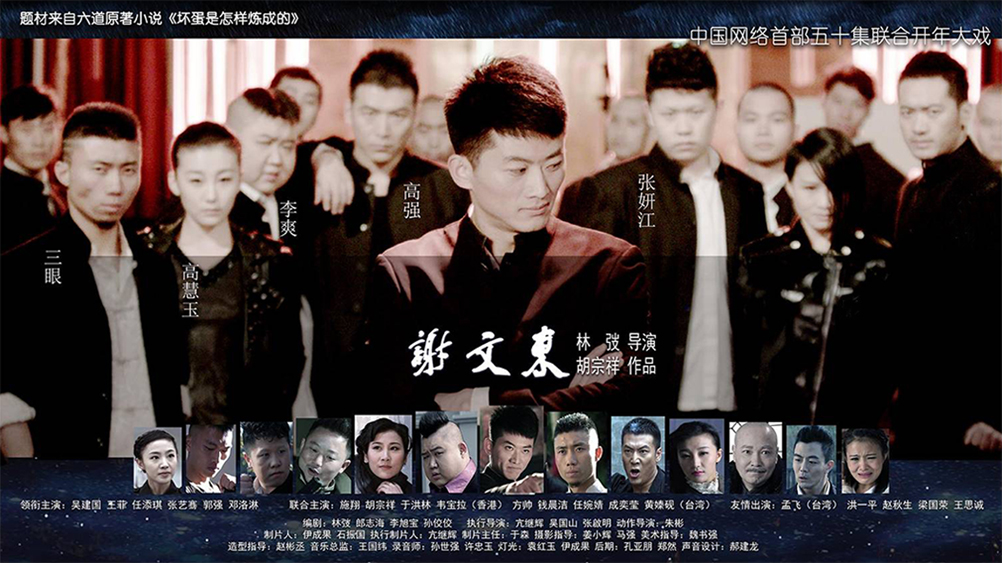 题材来自六道原著小说《坏蛋是怎样炼成的》
中国网络首部五十集联合开年大戏
三眼
高慧玉
李爽
高强
张妍江
謝文東
林 弢 导演
胡宗祥 作品
领衔主演：吴建国 王菲 任添琪 张艺骞 郭强 邓洛淋 联合主演：施翔 胡宗祥 于洪林 韦宝拉（香港） 方帅 钱晨洁 任婉婧 成奕莹 黄婑砚（台湾） 友情出演：孟飞（台湾） 洪一平 赵秋生 梁国荣 王思诚
编剧：林弢 郎志海 李旭宝 孙佼佼 执行导演：亢继辉 吴国山 张啟明 动作导演：朱彬
制片人：伊成果 石振国 执行制片人：亢继辉 制片主任：于森 摄影指导：姜小辉 马强 美术指导：魏书强
造型指导：赵彬丞 音乐总监：王国纬 录音师：孙世强 许忠玉 灯光：袁红玉 伊成果 后期：孔亚朋 郑然 声音设计：郝建龙